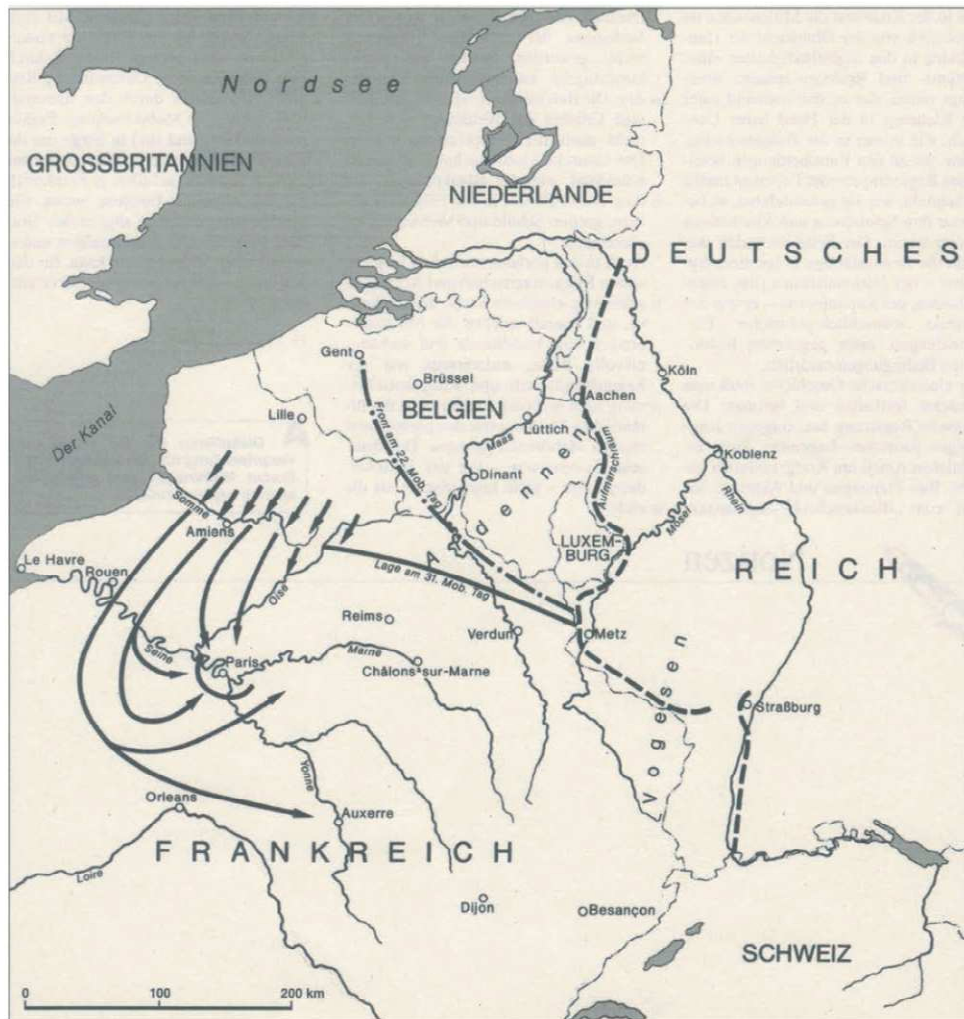 Nordsee
GROSSBRITANNIEN
NIEDERLANDE
DEUTSCHES
Gent
Brüssel
Köln
Aachen
BELGIEN
Lille
Lüttich
Maas
Der Kanal
Front am 22. Mob. Tag
Aufmarschraum
Koblenz
Dinant
Rhein
Mosel
Somme
Amiens
Ardennen
LUXEM-
BURG
Le Havre
Rouen
Oise
Lage am 31. Mob. Tag
REICH
Reims
Verdun
Metz
Seine
Paris
Marne
Châlons-sur-Marne
Vogesen
Straßburg
Yonne
Orleans
Auxerre
FRANKREICH
Loire
Dijon
Besançon
SCHWEIZ
0 100 200 km